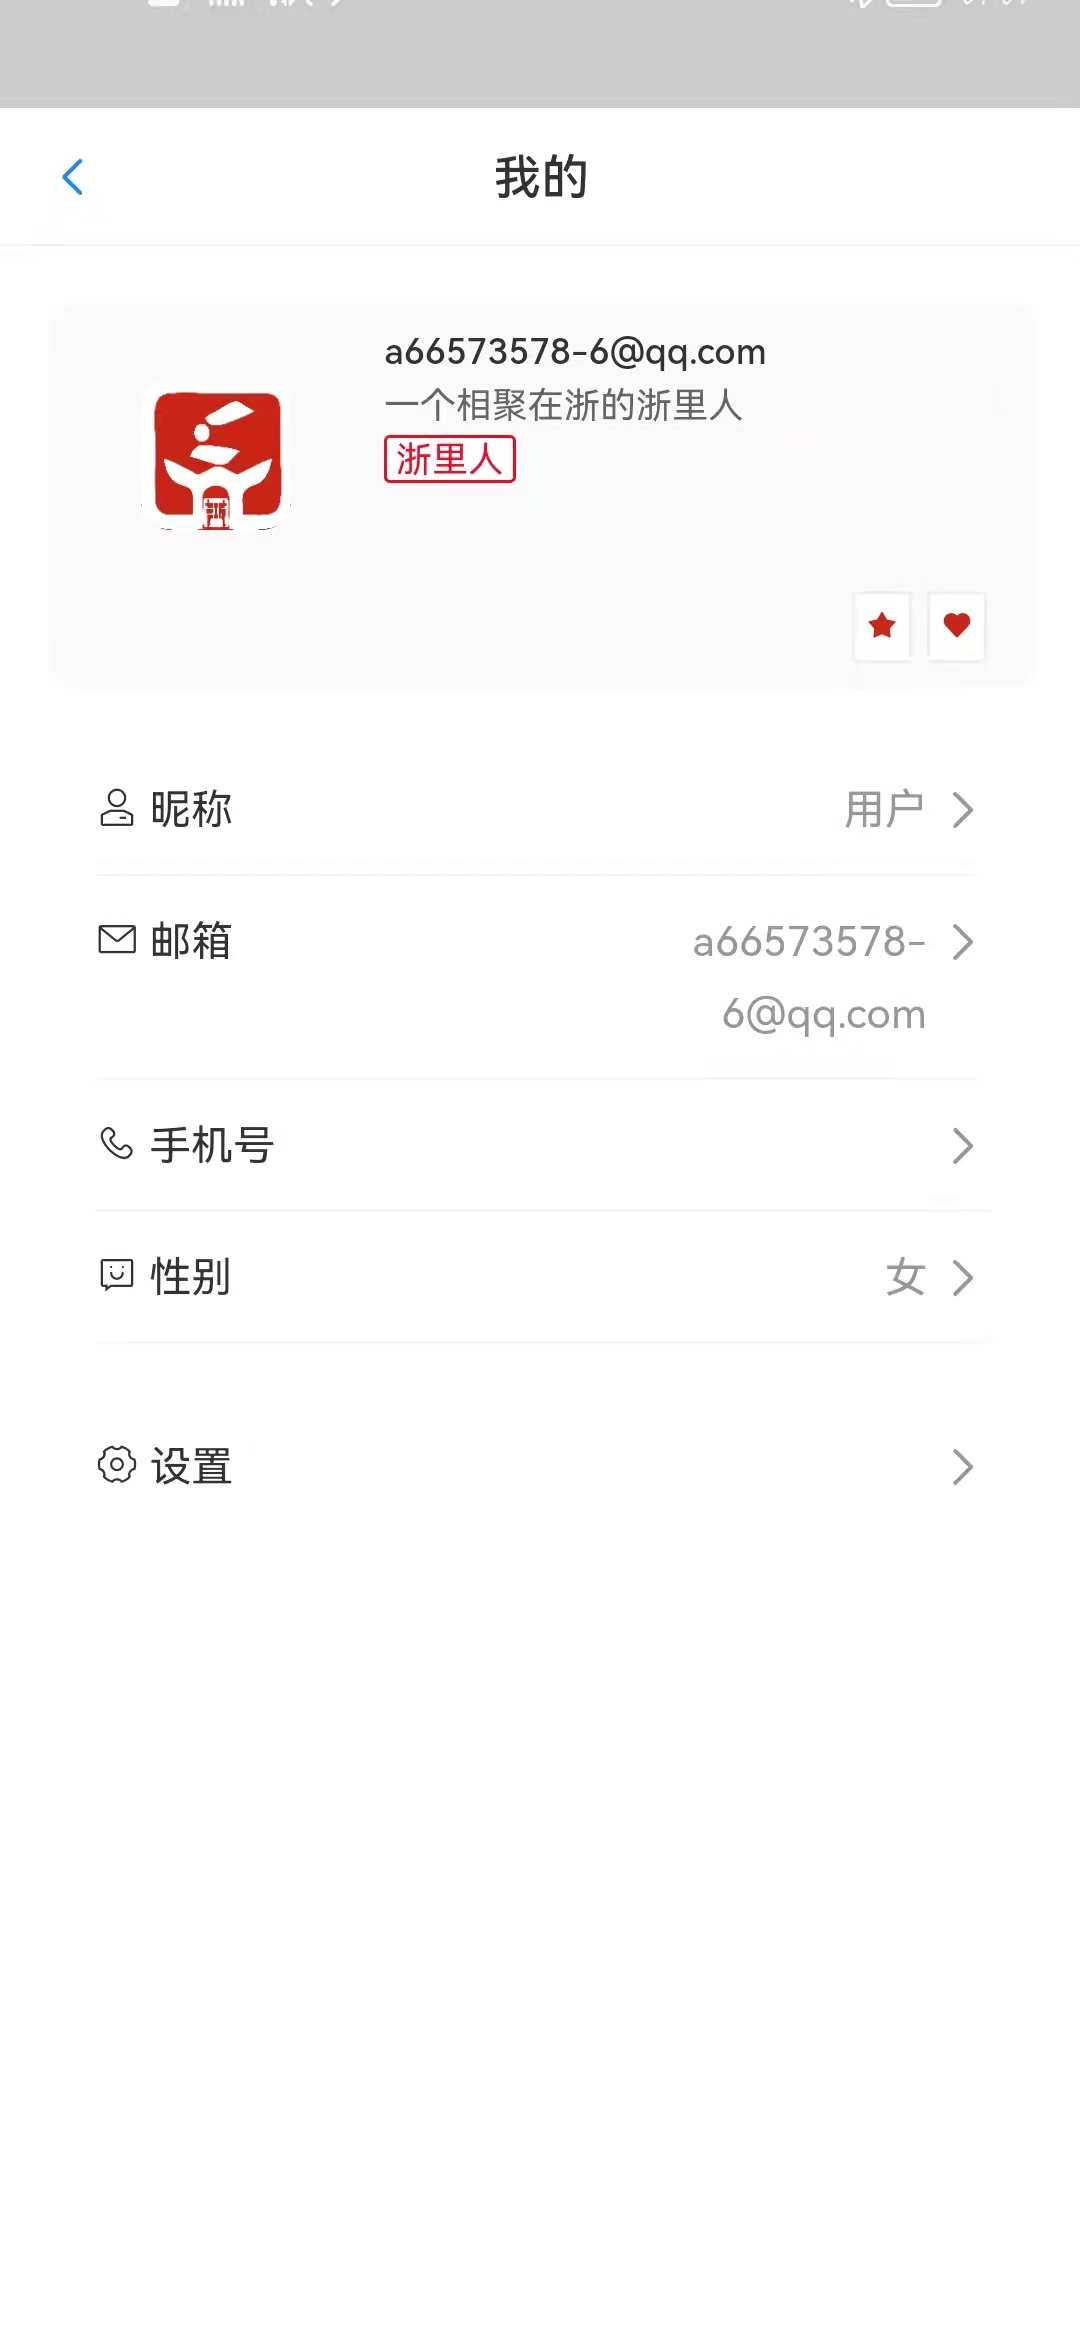 我的
a66573578-6@qq.com
一个相聚在浙的浙里人
浙里人
昵称 用户
邮箱 a66573578-
6@qq.com
手机号
性别 女
设置